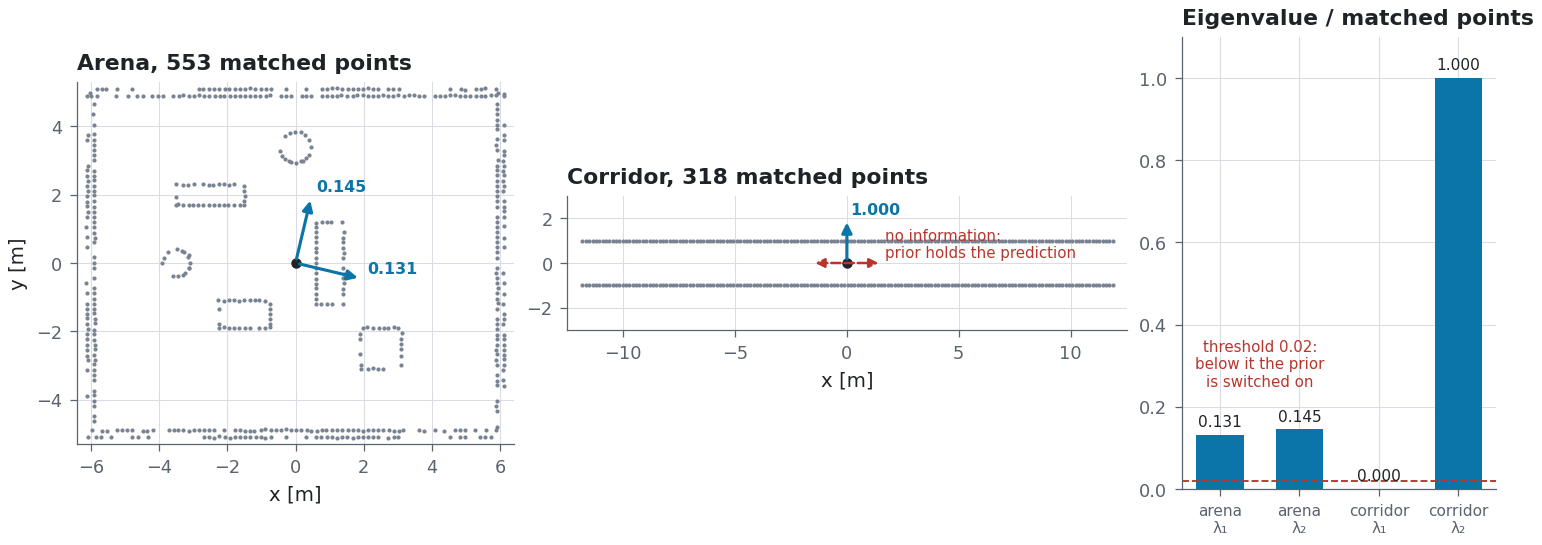 Arena, 553 matched points
y [m]
4
2
0
−2
−4
0.145
0.131
−6
−4
−2
0
2
4
6
x [m]
Corridor, 318 matched points
2
0
−2
1.000
no information:
prior holds the prediction
−10
−5
0
5
10
x [m]
Eigenvalue / matched points
1.0
0.8
0.6
0.4
0.2
0.0
1.000
threshold 0.02:
below it the prior
is switched on
0.131
0.145
0.000
arena
λ₁
arena
λ₂
corridor
λ₁
corridor
λ₂